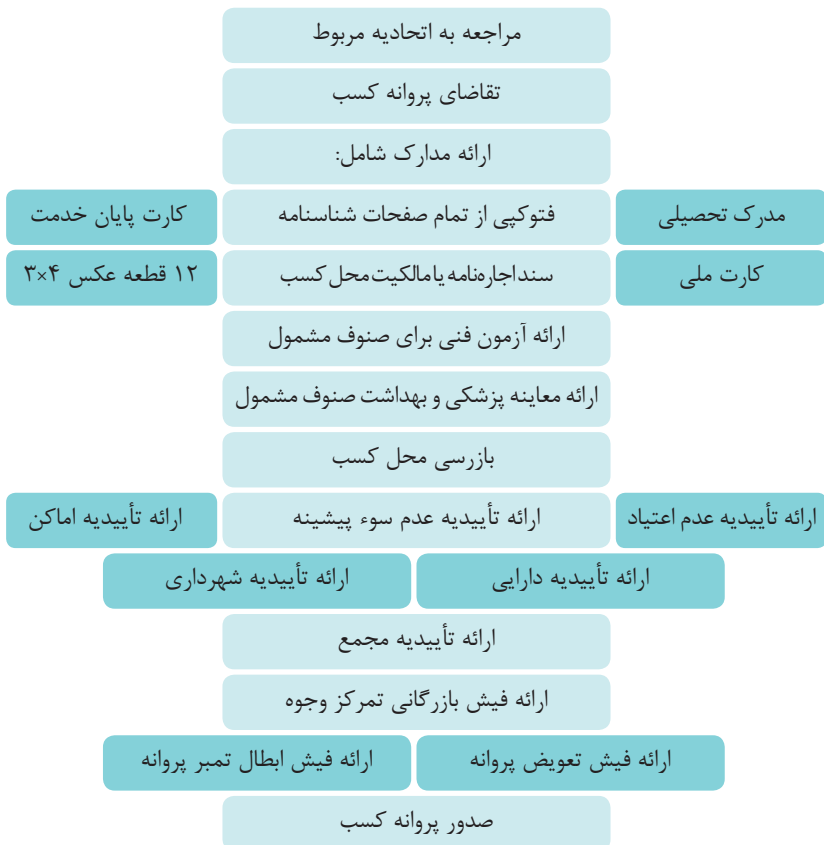 مراجعه به اتحادیه مربوط
تقاضای پروانه کسب
ارائه مدارک شامل:
مدرک تحصیلی
فتوکپی از تمام صفحات شناسنامه
کارت پایان خدمت
کارت ملی
سند اجاره‌نامه یا مالکیت محل کسب
۱۲ قطعه عکس ۴×۳
ارائه آزمون فنی برای صنوف مشمول
ارائه معاینه پزشکی و بهداشت صنوف مشمول
بازرسی محل کسب
ارائه تأییدیه عدم اعتیاد
ارائه تأییدیه عدم سوء پیشینه
ارائه تأییدیه اماکن
ارائه تأییدیه دارایی
ارائه تأییدیه شهرداری
ارائه تأییدیه مجمع
ارائه فیش بازرگانی تمرکز وجوه
ارائه فیش تعویض پروانه
ارائه فیش ابطال تمبر پروانه
صدور پروانه کسب